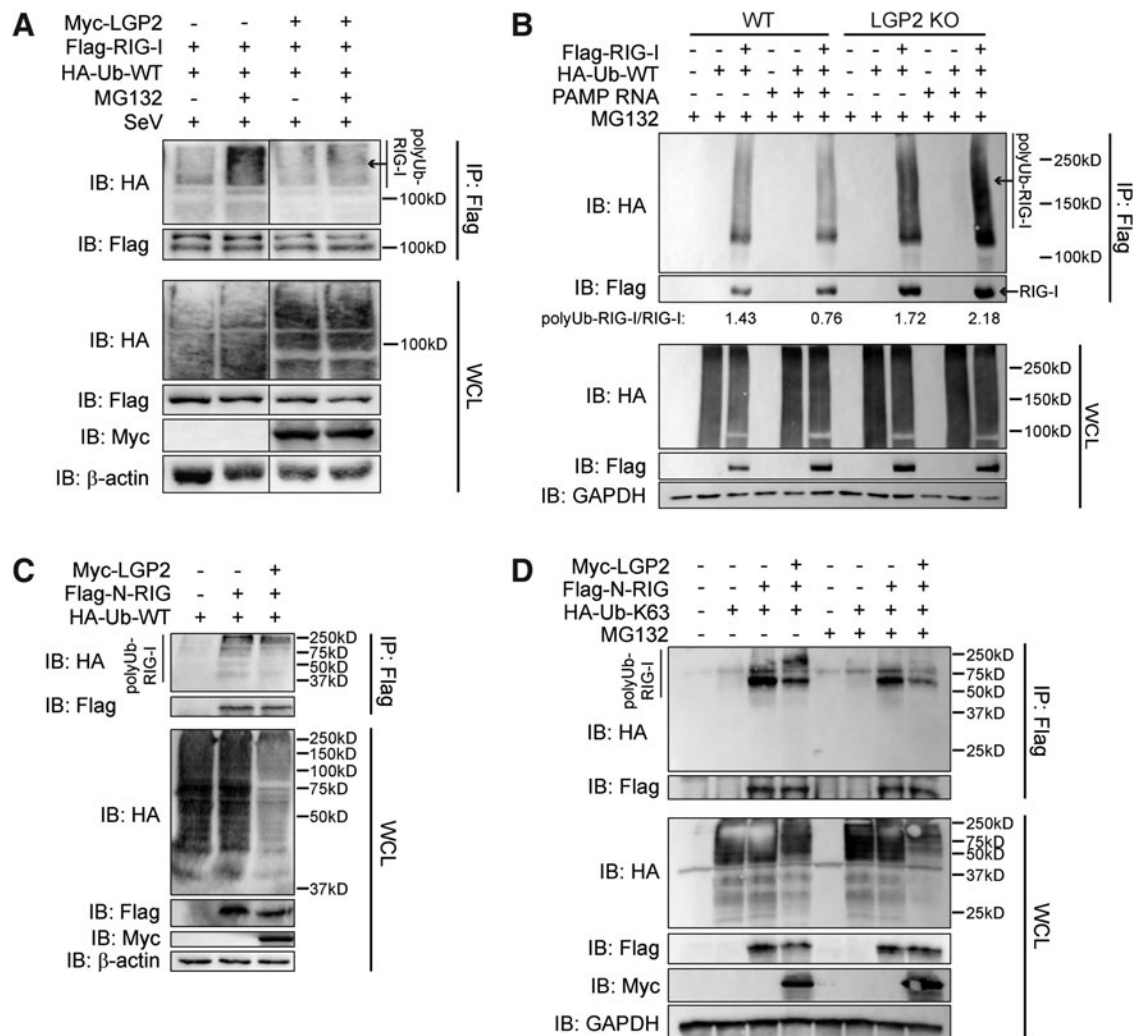 A
Myc-LGP2 - - + +
Flag-RIG-I + + + +
HA-Ub-WT + + + +
MG132 - + - +
SeV + + + +
IB: HA
polyUb-
RIG-I
100kD
IB: Flag
100kD
IP: Flag
IB: HA
100kD
IB: Flag
IB: Myc
IB: β-actin
WCL
B
WT LGP2 KO
Flag-RIG-I - - + - - + - - + - - +
HA-Ub-WT - + + - + + - + + - + +
PAMP RNA - - - + + + - - - + + +
MG132 + + + + + + + + + + + +
IB: HA
250kD
150kD
100kD
polyUb-RIG-I
IB: Flag
RIG-I
IP: Flag
polyUb-RIG-I/RIG-I: 1.43 0.76 1.72 2.18
IB: HA
250kD
150kD
100kD
IB: Flag
IB: GAPDH
WCL
C
Myc-LGP2 - - +
Flag-N-RIG - + +
HA-Ub-WT + + +
IB: HA
polyUb-
RIG-I
250kD
75kD
50kD
37kD
IB: Flag
IP: Flag
IB: HA
250kD
150kD
100kD
75kD
50kD
37kD
IB: Flag
IB: Myc
IB: β-actin
WCL
D
Myc-LGP2 - - - + - - - +
Flag-N-RIG - - + + - - + +
HA-Ub-K63 - + + + - + + +
MG132 - - - - + + + +
polyUb-
RIG-I
IB: HA
250kD
75kD
50kD
37kD
25kD
IB: Flag
IP: Flag
IB: HA
250kD
75kD
50kD
37kD
25kD
IB: Flag
IB: Myc
IB: GAPDH
WCL